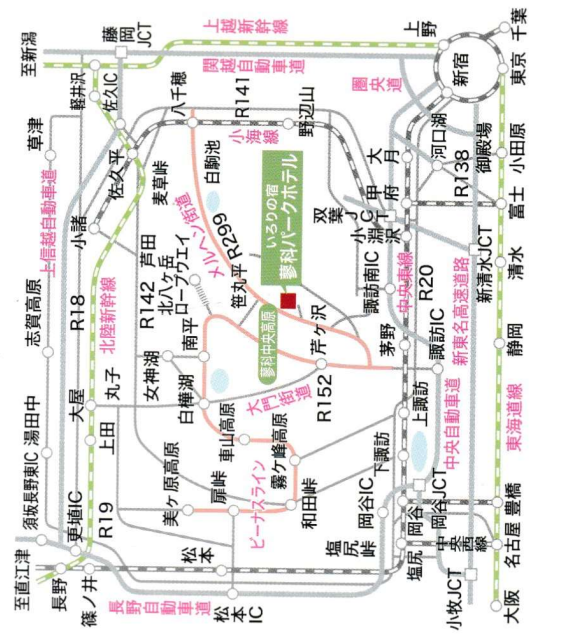 至新潟
藤岡JCT
上越新幹線
関越自動車道
上野
千葉
軽井沢
佐久IC
八千穂
R141
小海線
野辺山
圏央道
新宿
東京
草津
佐久平
麦草峠
白駒池
いろりの宿
蓼科パークホテル
双葉JCT
小淵沢
甲府
大月
河口湖
R138
御殿場
小田原
上信越自動車道
小諸
メルヘン街道
R299
富士
志賀高原
R18
北陸新幹線
R142
芦田
北八ヶ岳
ロープウエイ
笹丸平
諏訪南IC
中央東線
R20
新清水JCT
清水
蓼科中央高原
芹ヶ沢
茅野
新東名高速道路
静岡
丸子
女神湖
南平
白樺湖
大門街道
R152
諏訪IC
須坂長野東IC
湯田中
大屋
上田
車山高原
霧ケ峰高原
上諏訪
中央自動車道
東海道線
更埴IC
R19
美ヶ原高原
扉峠
ビーナスライン
和田峠
下諏訪
岡谷IC
岡谷
岡谷JCT
豊橋
至直江津
長野
篠ノ井
松本
塩尻峠
塩尻
中央西線
名古屋
長野自動車道
松本IC
小牧JCT
大阪